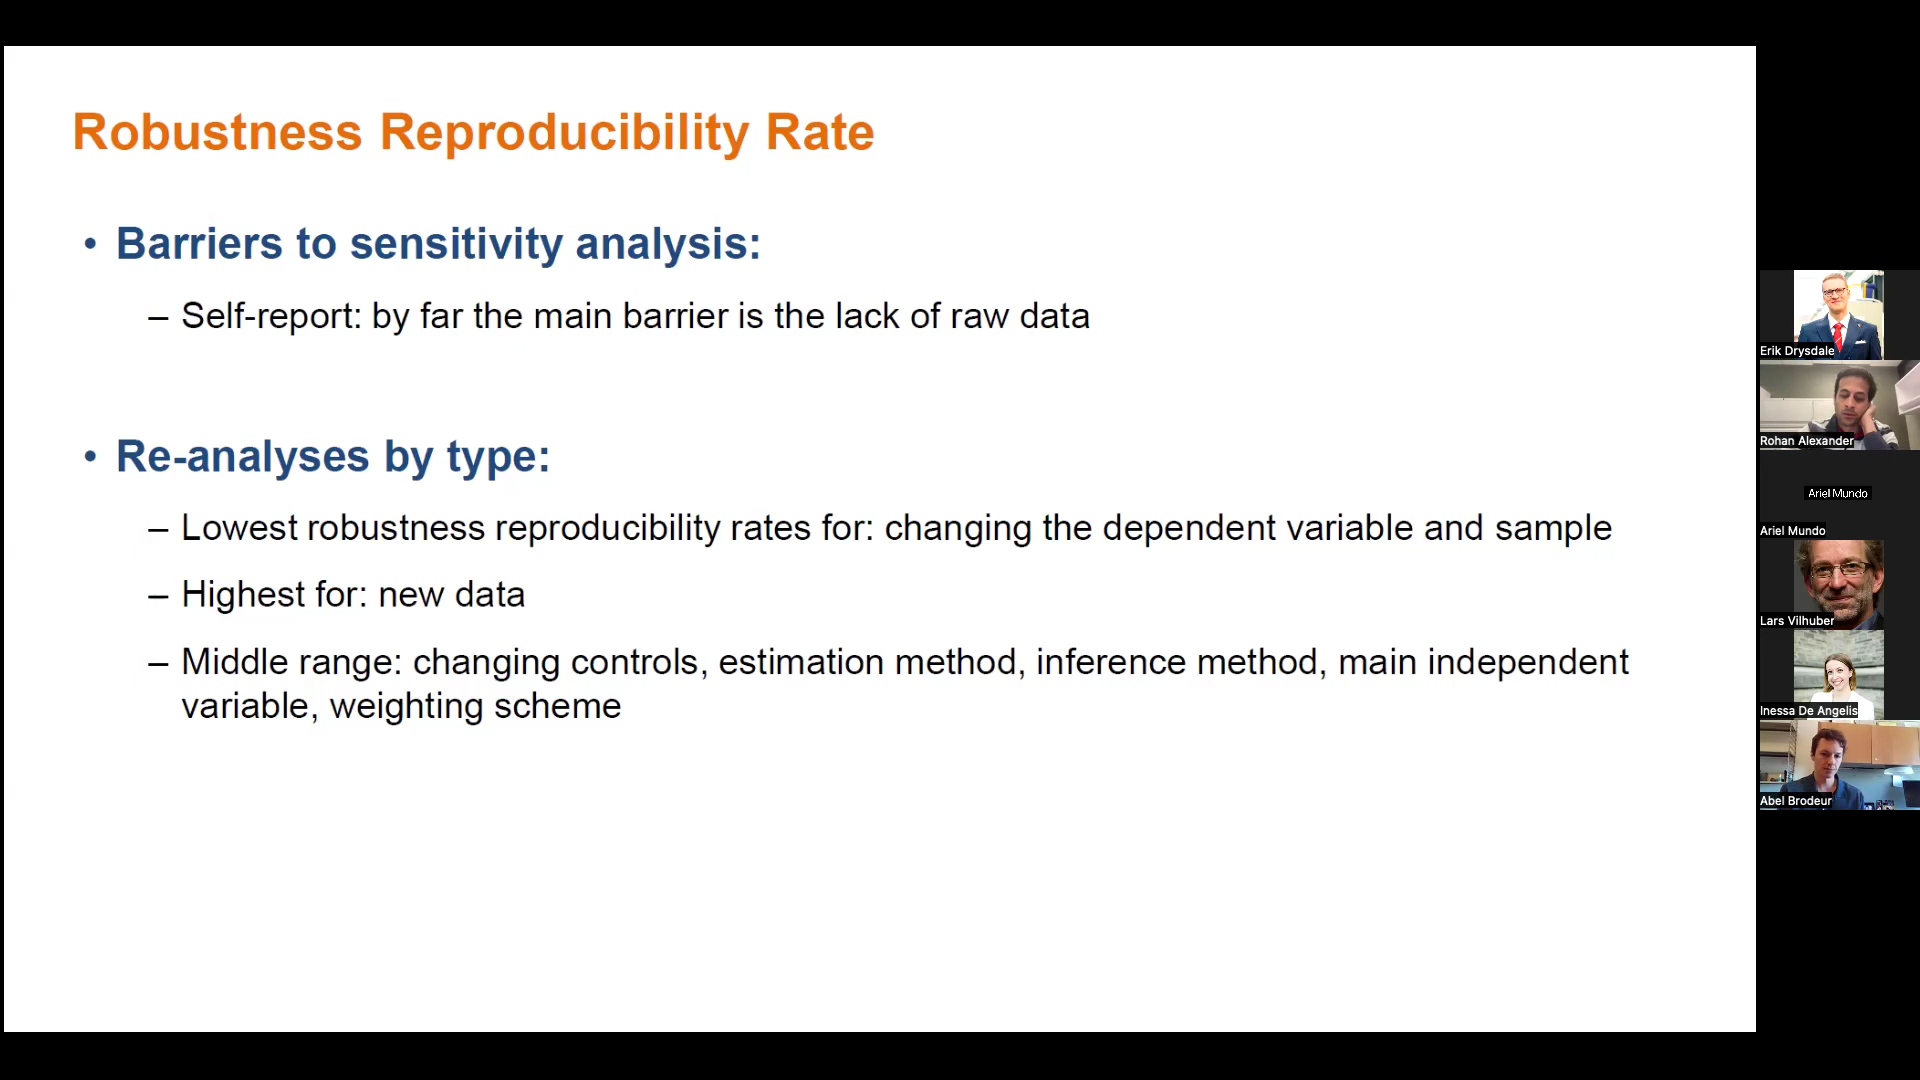 Robustness Reproducibility Rate
• Barriers to sensitivity analysis:
– Self-report: by far the main barrier is the lack of raw data
• Re-analyses by type:
– Lowest robustness reproducibility rates for: changing the dependent variable and sample
– Highest for: new data
– Middle range: changing controls, estimation method, inference method, main independent
variable, weighting scheme
Erik Drysdale
Rohan Alexander
Ariel Mundo
Ariel Mundo
Lars Vilhuber
Inessa De Angelis
Abel Brodeur